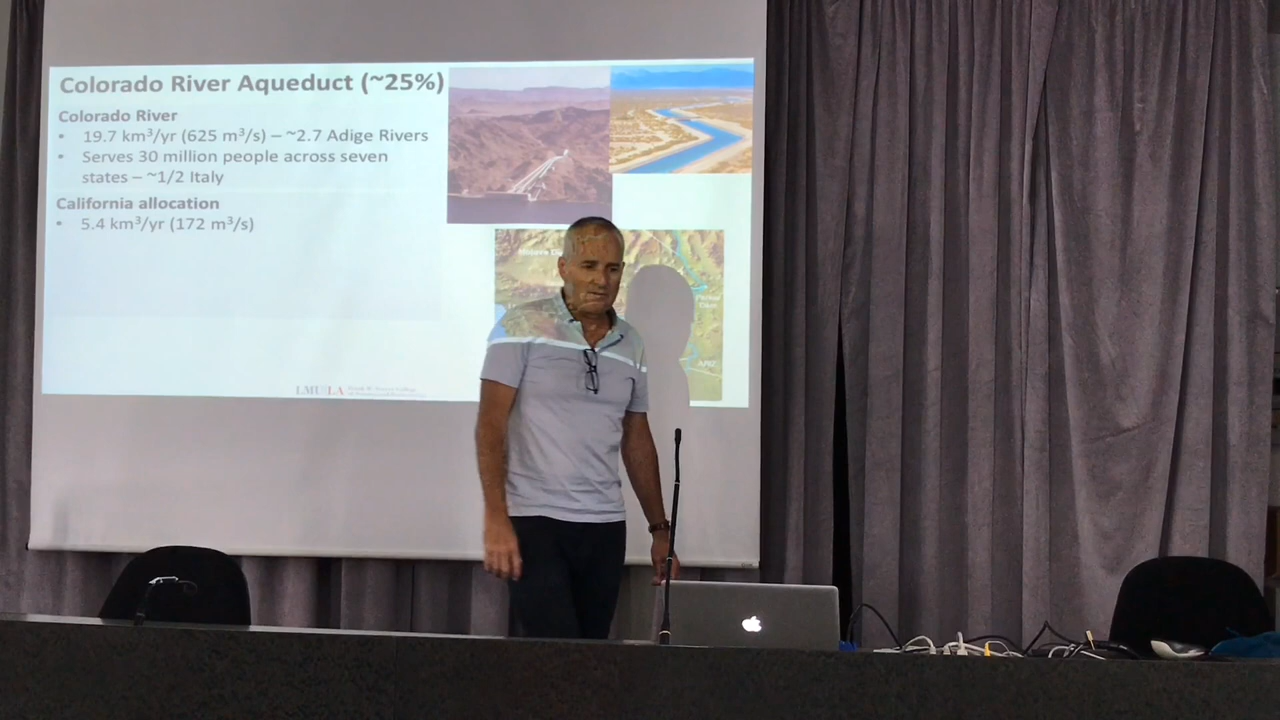 Colorado River Aqueduct (~25%)
Colorado River
• 19.7 km³/yr (625 m³/s) – ~2.7 Adige Rivers
• Serves 30 million people across seven
states – ~1/2 Italy
California allocation
• 5.4 km³/yr (172 m³/s)
LMU|LA